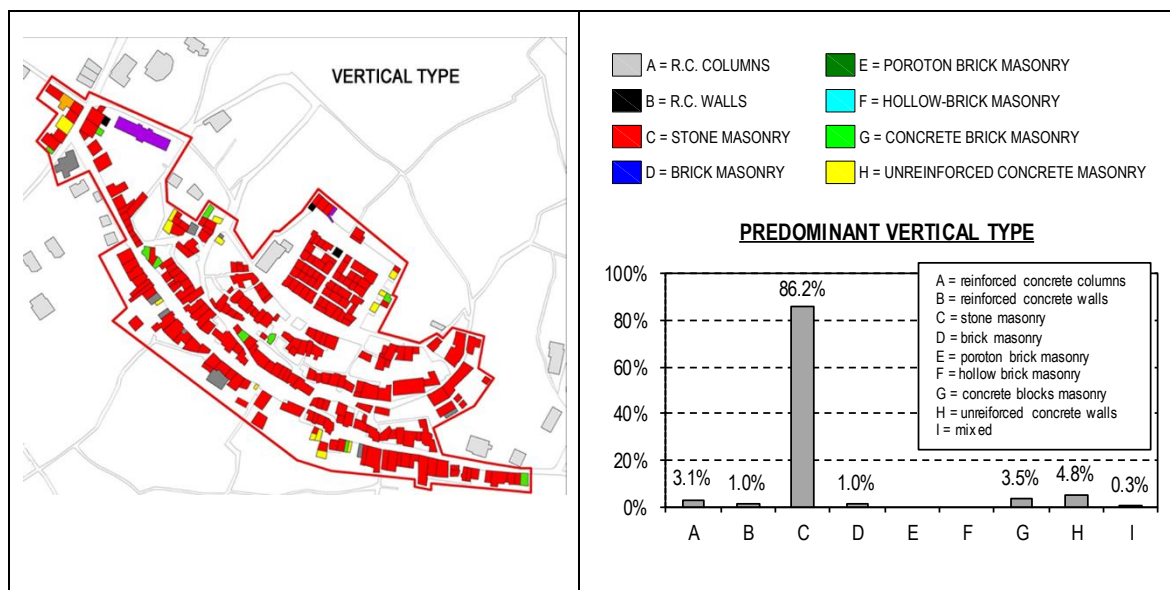 VERTICAL TYPE
A = R.C. COLUMNS
B = R.C. WALLS
C = STONE MASONRY
D = BRICK MASONRY
E = POROTON BRICK MASONRY
F = HOLLOW-BRICK MASONRY
G = CONCRETE BRICK MASONRY
H = UNREINFORCED CONCRETE MASONRY
PREDOMINANT VERTICAL TYPE
100%
80%
60%
40%
20%
0%
3.1%
1.0%
86.2%
1.0%
3.5%
4.8%
0.3%
A B C D E F G H I
A = reinforced concrete columns
B = reinforced concrete walls
C = stone masonry
D = brick masonry
E = poroton brick masonry
F = hollow brick masonry
G = concrete blocks masonry
H = unreiforced concrete walls
I = mixed